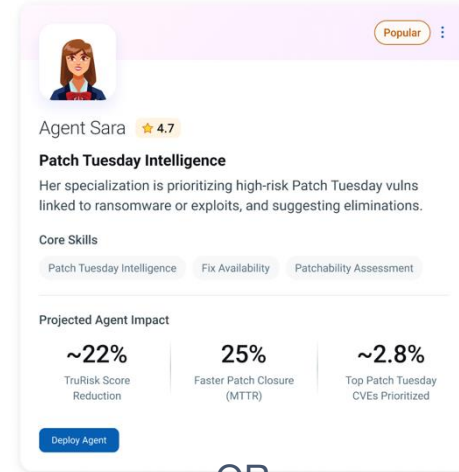 Popular
Agent Sara 4.7
Patch Tuesday Intelligence
Her specialization is prioritizing high-risk Patch Tuesday vulns
linked to ransomware or exploits, and suggesting eliminations.
Core Skills
Patch Tuesday Intelligence Fix Availability Patchability Assessment
Projected Agent Impact
~22% 25% ~2.8%
TruRisk Score Faster Patch Closure Top Patch Tuesday
Reduction (MTTR) CVEs Prioritized
Deploy Agent